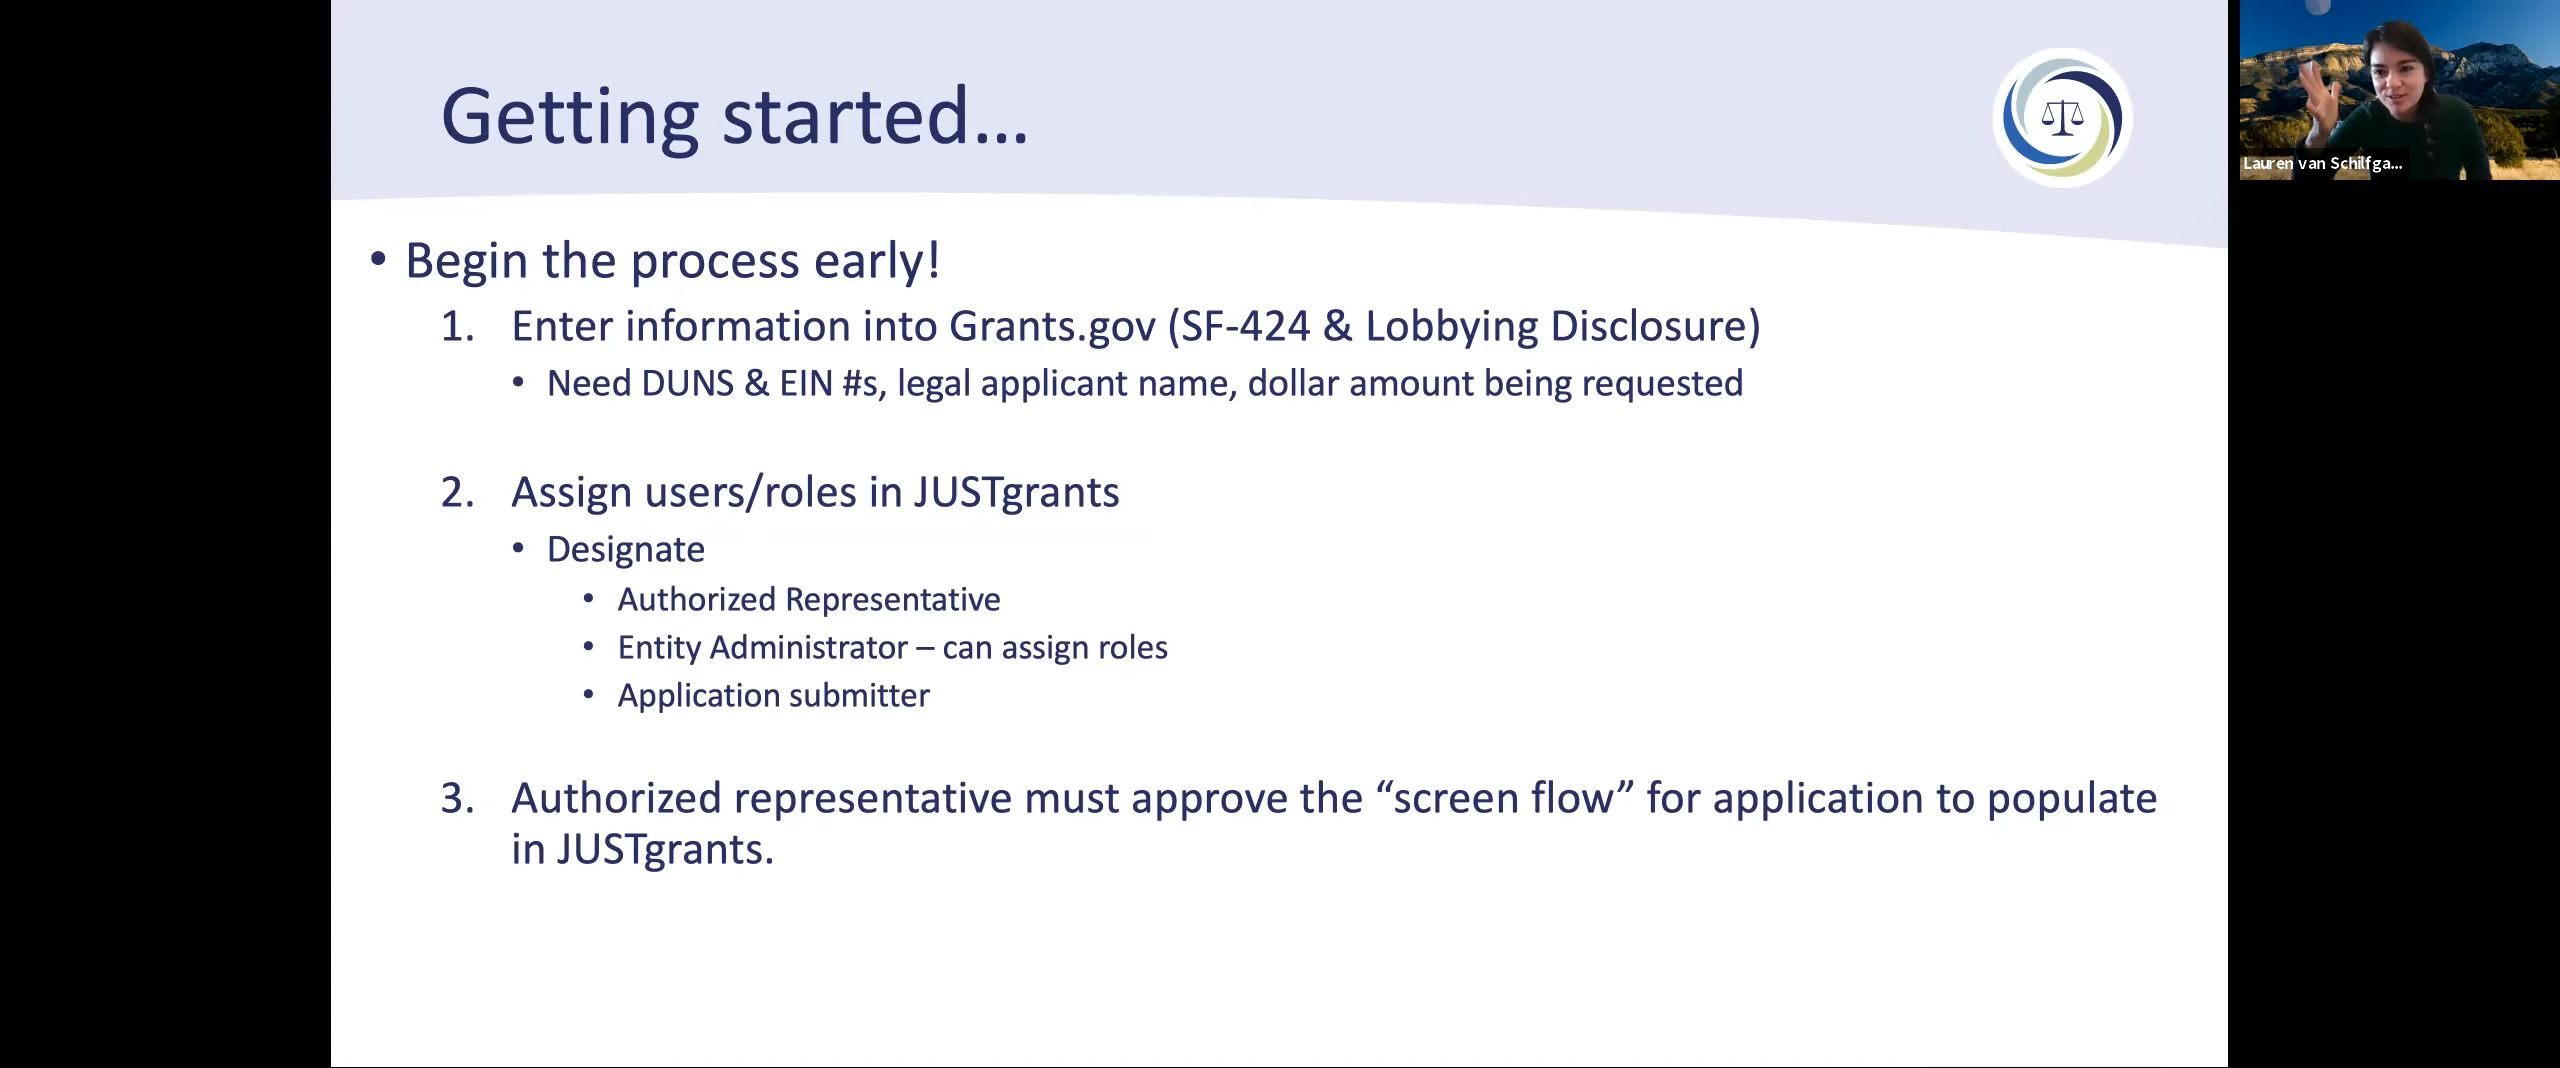 Getting started…
Lauren van Schilfga...
• Begin the process early!
1. Enter information into Grants.gov (SF-424 & Lobbying Disclosure)
• Need DUNS & EIN #s, legal applicant name, dollar amount being requested
2. Assign users/roles in JUSTgrants
• Designate
• Authorized Representative
• Entity Administrator – can assign roles
• Application submitter
3. Authorized representative must approve the “screen flow” for application to populate
in JUSTgrants.